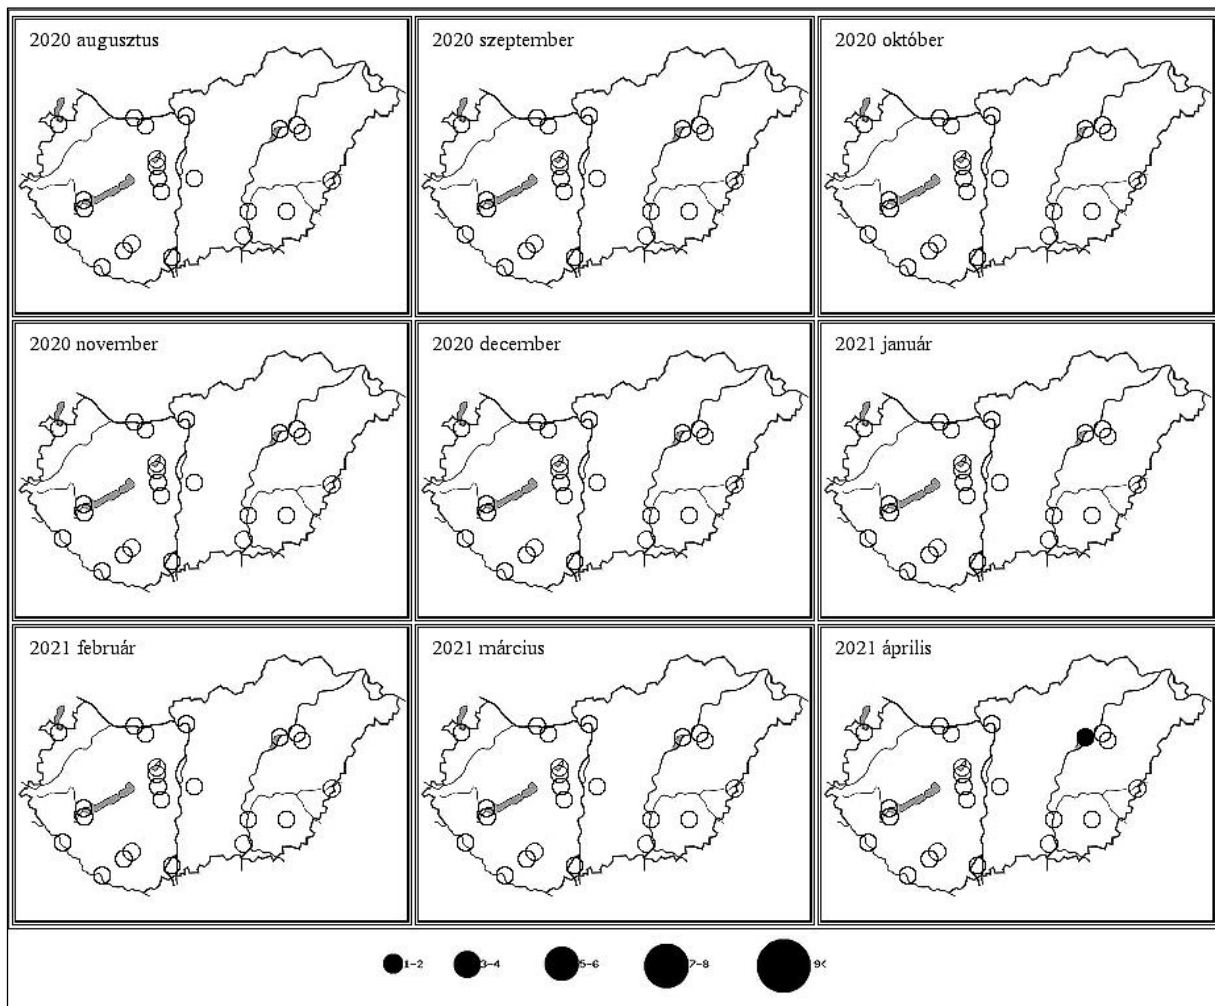 2020 augusztus
2020 szeptember
2020 október
2020 november
2020 december
2021 január
2021 február
2021 március
2021 április
1-2 3-4 5-6 7-8 9<